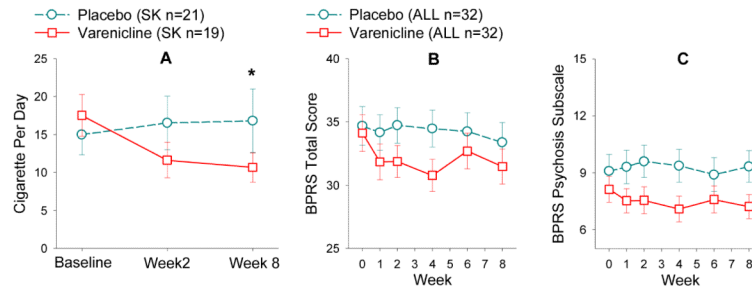 Placebo (SK n=21)
Varenicline (SK n=19)
Placebo (ALL n=32)
Varenicline (ALL n=32)
A
*
Cigarette Per Day
25
20
15
10
5
0
Baseline
Week2
Week 8
B
BPRS Total Score
40
35
30
25
0 1 2 3 4 5 6 7 8
Week
C
BPRS Psychosis Subscale
15
12
9
6
0 1 2 3 4 5 6 7 8
Week